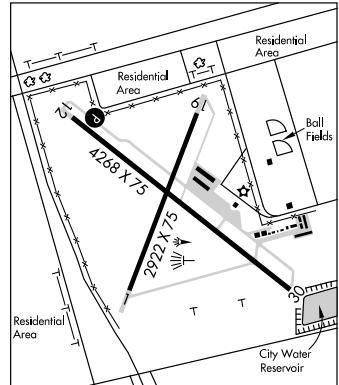 Residential
Area
Residential
Area
12
P
19
Ball
Fields
4268 X 75
2922 X 75
1
30
Residential
Area
City Water
Reservoir